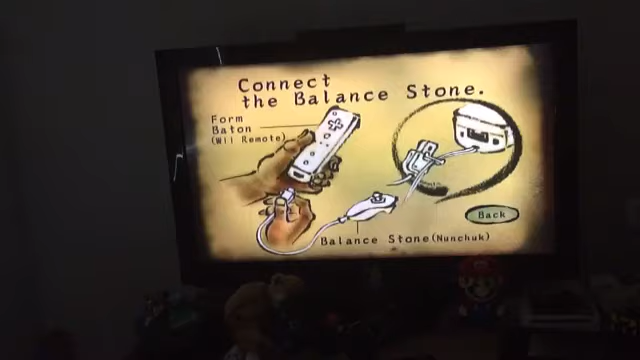 Connect
the Balance Stone.
Form
Baton
(Wii Remote)
Back
Balance Stone(Nunchuk)